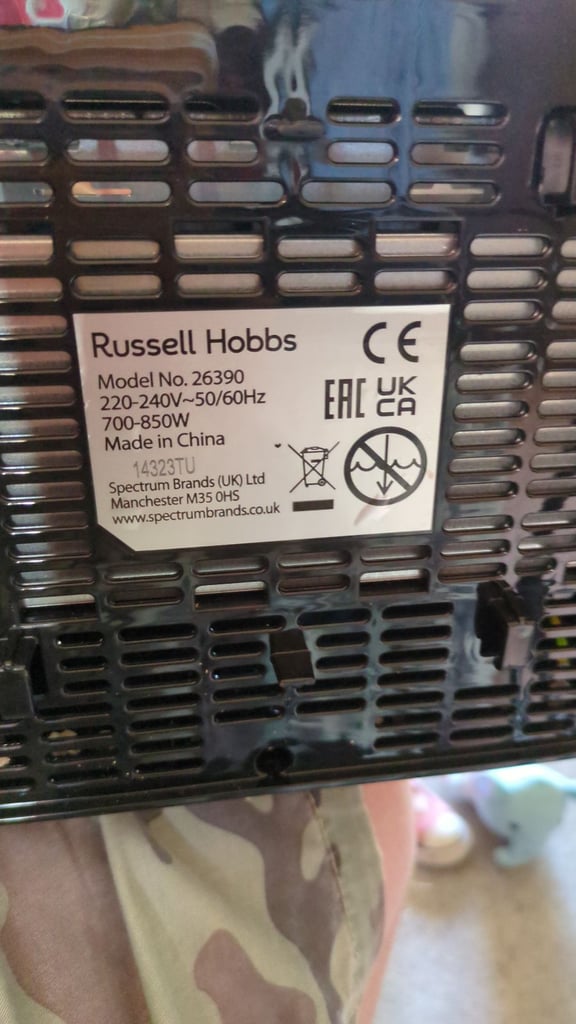 Russell Hobbs
CE
Model No. 26390
220-240V~50/60Hz
700-850W
EAC
UK
CA
Made in China
14323TU
Spectrum Brands (UK) Ltd
Manchester M35 0HS
www.spectrumbrands.co.uk